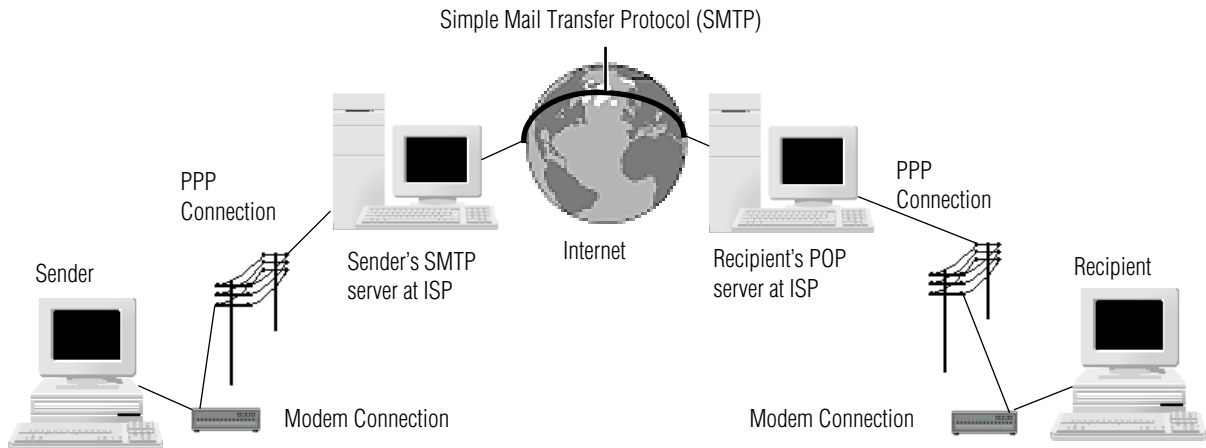 Simple Mail Transfer Protocol (SMTP)
PPP
Connection
PPP
Connection
Sender's SMTP
server at ISP
Internet
Recipient's POP
server at ISP
Sender
Recipient
Modem Connection
Modem Connection